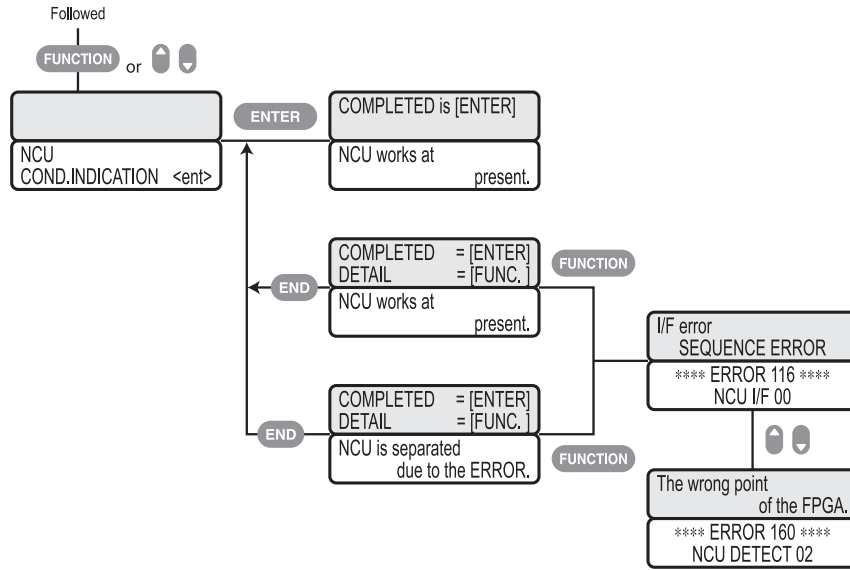 Followed
FUNCTION or
NCU
COND.INDICATION <ent>
ENTER
COMPLETED is [ENTER]
NCU works at
present.
COMPLETED = [ENTER]
DETAIL = [FUNC. ]
NCU works at
present.
END
FUNCTION
COMPLETED = [ENTER]
DETAIL = [FUNC. ]
NCU is separated
due to the ERROR.
END
FUNCTION
I/F error
SEQUENCE ERROR
**** ERROR 116 ****
NCU I/F 00
The wrong point
of the FPGA.
**** ERROR 160 ****
NCU DETECT 02